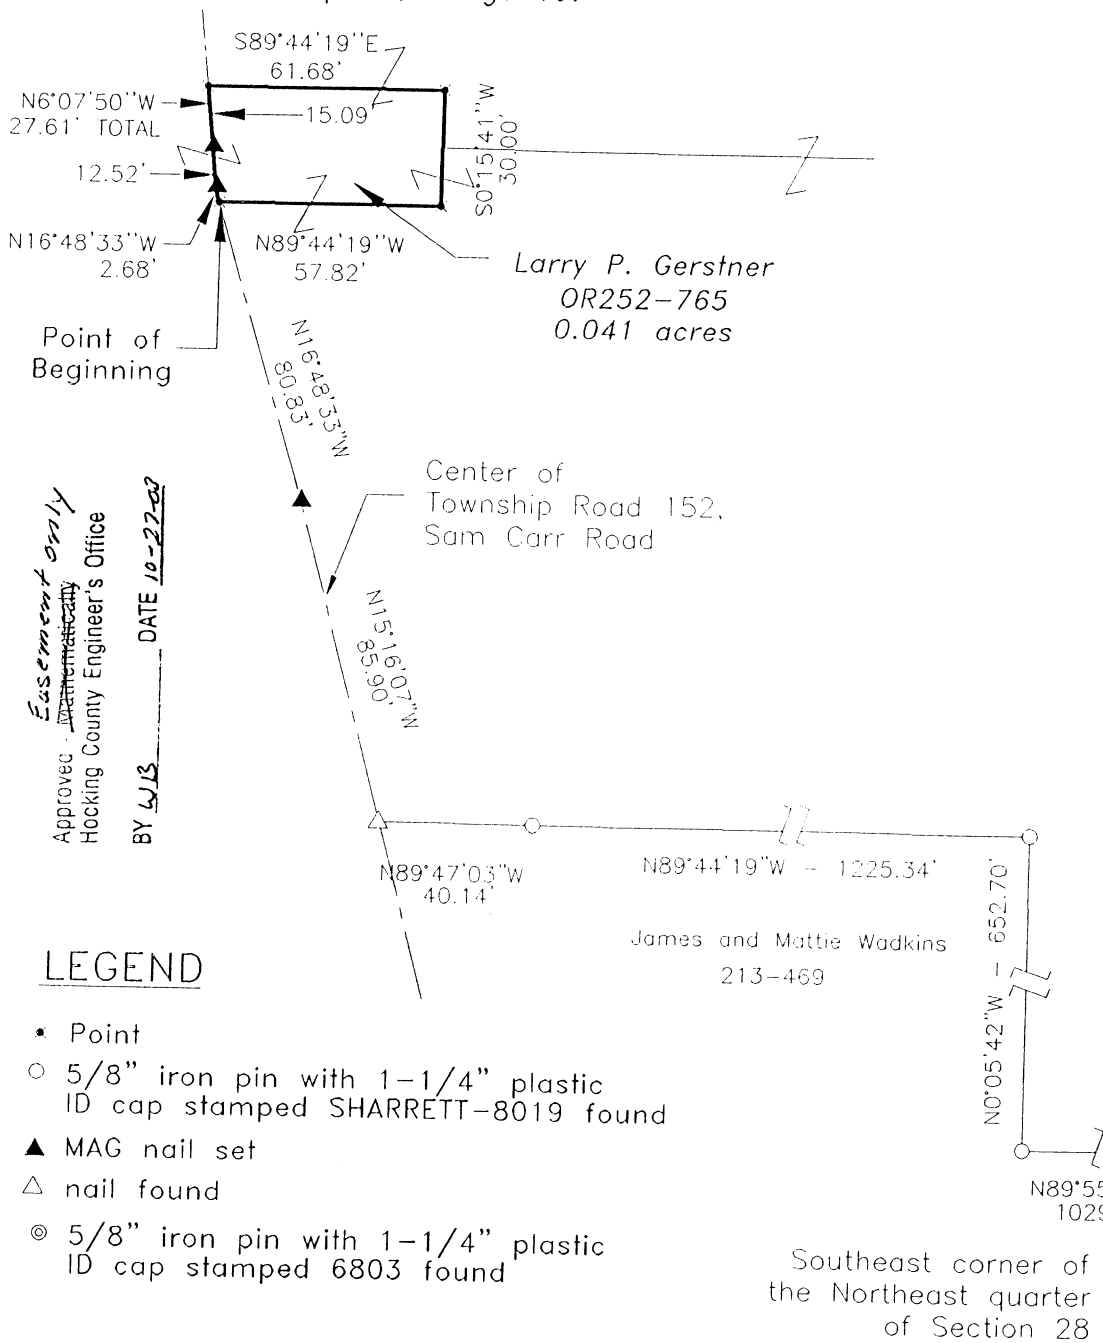 S89°44'19"E
61.68'
N6°07'50"W
27.61' TOTAL
15.09'
12.52'
S0°15'41"W
30.00'
N16°48'33"W
2.68'
N89°44'19"W
57.82'
Larry P. Gerstner
OR252-765
0.041 acres
Point of
Beginning
N16°48'33"W
80.83'
Center of
Township Road 152,
Sam Carr Road
Easement only
Approved - Mathematically
Hocking County Engineer's Office
BY WB DATE 10-27-03
N15°16'07"W
85.90'
N89°47'03"W
40.14'
N89°44'19"W - 1225.34'
James and Mattie Wadkins
213-469
N0°05'42"W - 652.70'
LEGEND
Point
5/8" iron pin with 1-1/4" plastic
ID cap stamped SHARRETT-8019 found
MAG nail set
nail found
5/8" iron pin with 1-1/4" plastic
ID cap stamped 6803 found
N89°55
1029
Southeast corner of
the Northeast quarter
of Section 28